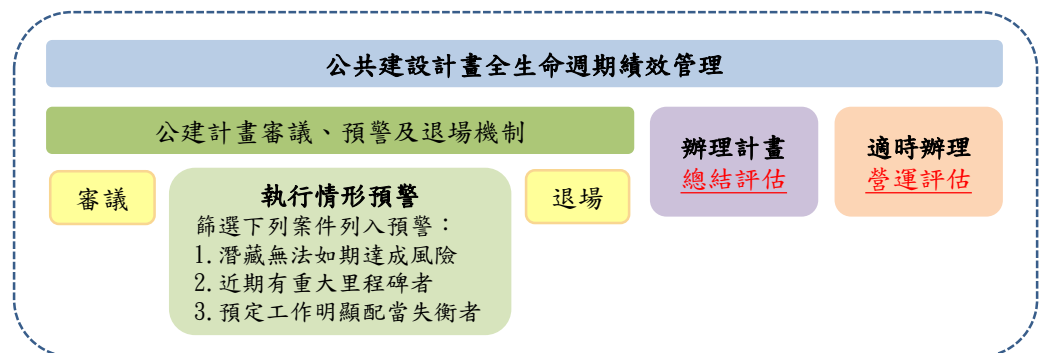 公共建設計畫全生命週期績效管理
公建計畫審議、預警及退場機制
審議
執行情形預警
篩選下列案件列入預警：
1.潛藏無法如期達成風險
2.近期有重大里程碑者
3.預定工作明顯配當失衡者
退場
辦理計畫
總結評估
適時辦理
營運評估